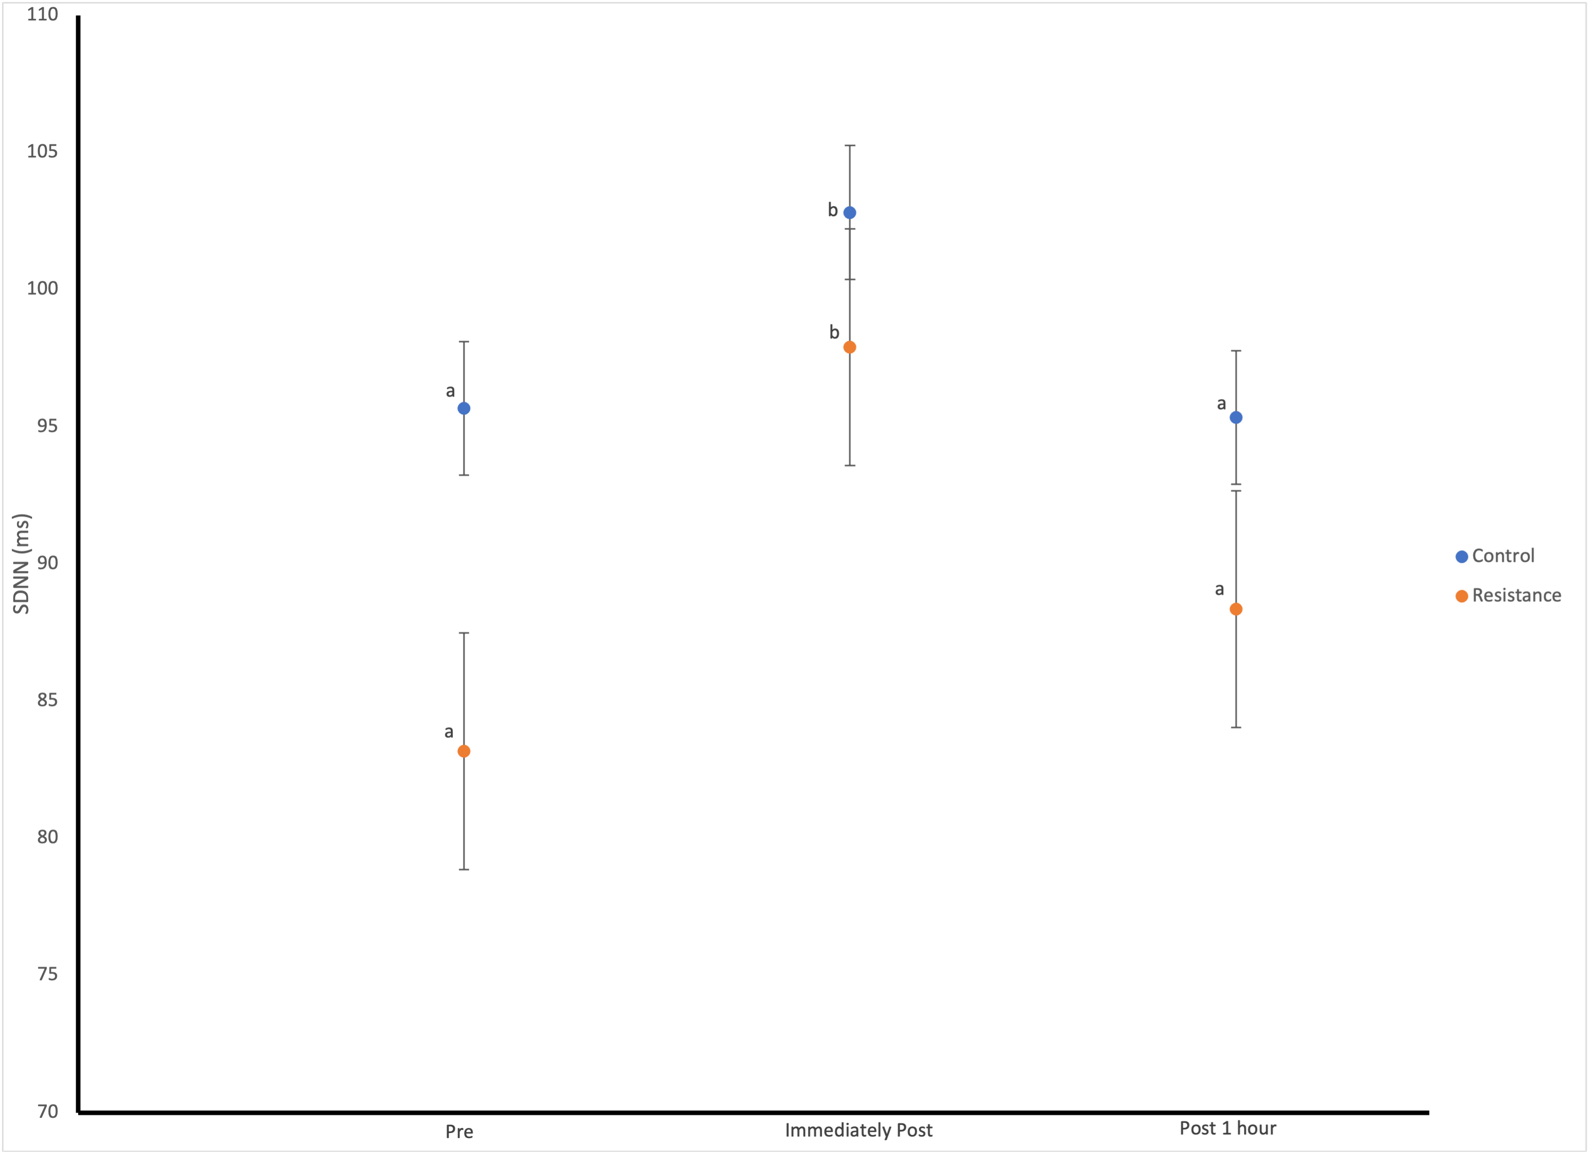 110
105
100
95
90
85
80
75
70
SDNN (ms)
a
a
b
b
a
a
Pre
Immediately Post
Post 1 hour
Control
Resistance